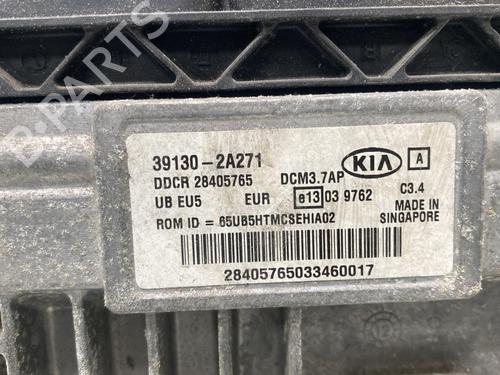 B-PARTS
39130-2A271
KIA
A
DDCR 28405765 DCM3.7AP
UB EU5 EUR e13 03 9762 C3.4
ROM ID = 65UB5HTMCSEHIA02 MADE IN
SINGAPORE
28405765033460017